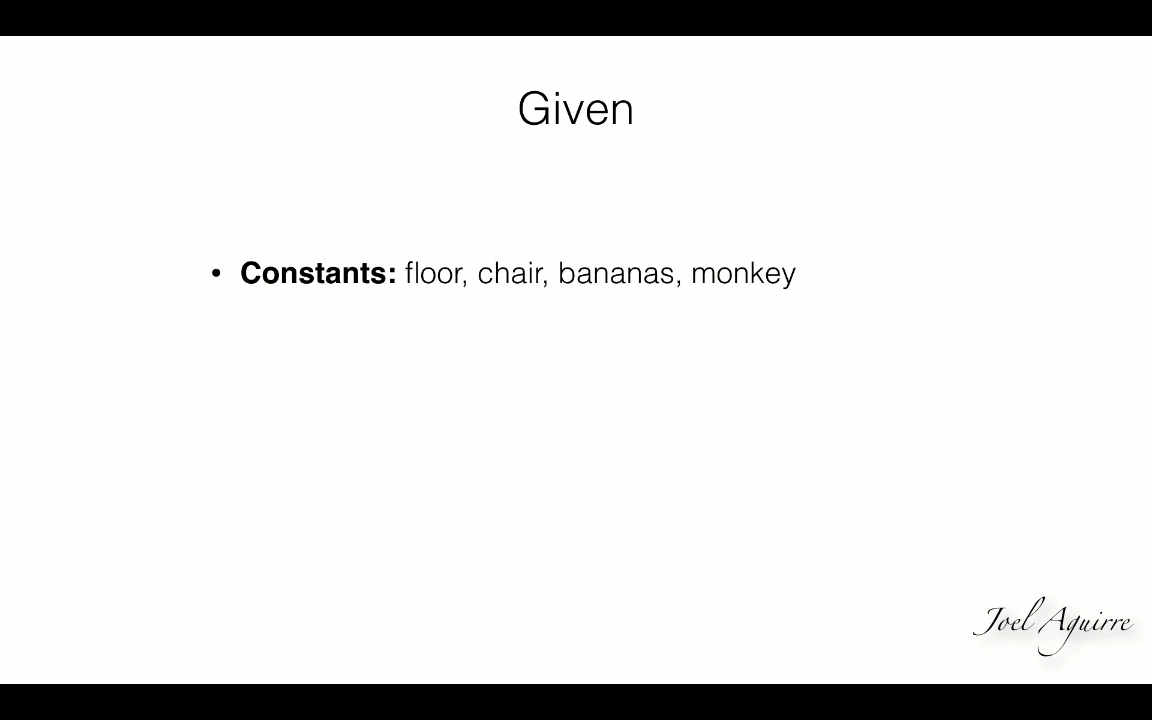 Given
• Constants: floor, chair, bananas, monkey
Joel Aguirre